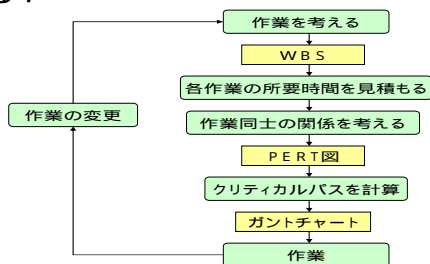 作業を考える
WBS
各作業の所要時間を見積もる
作業の変更
作業同士の関係を考える
PERT図
クリティカルパスを計算
ガントチャート
作業